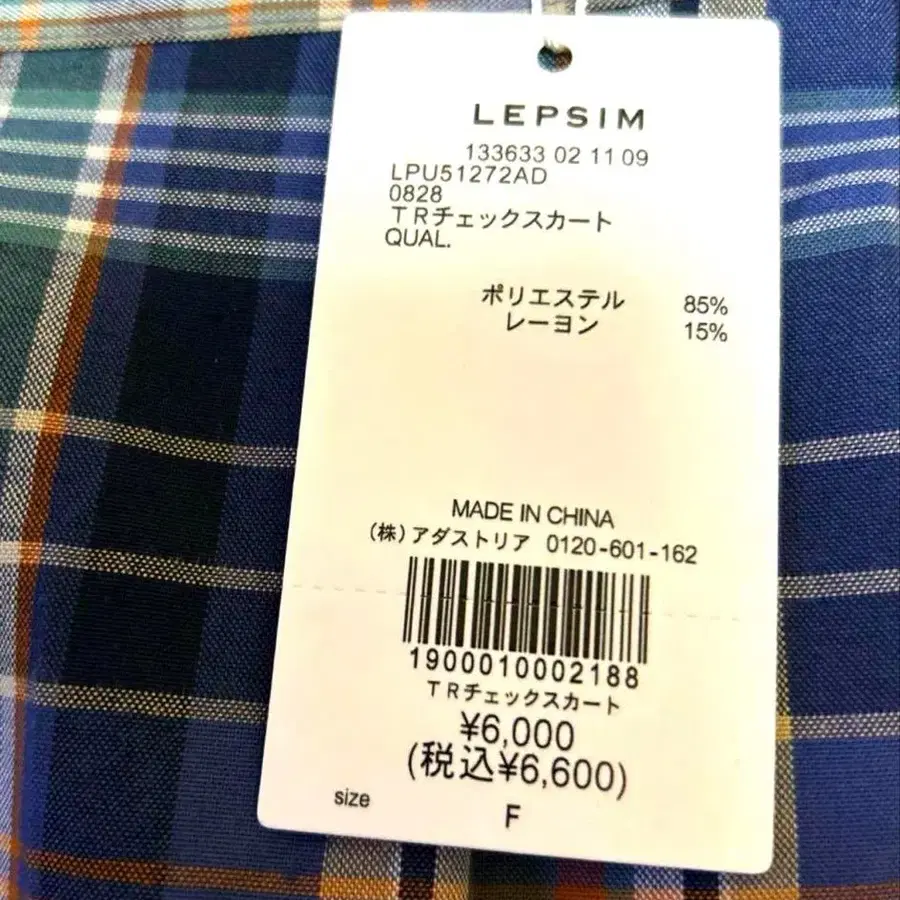 LEPSIM
133633 02 11 09
LPU51272AD
0828
TRチェックスカート
QUAL.
ポリエステル 85%
レーヨン 15%
MADE IN CHINA
(株)アダストリア 0120-601-162
1900010002188
TRチェックスカート
¥6,000
(税込¥6,600)
size F